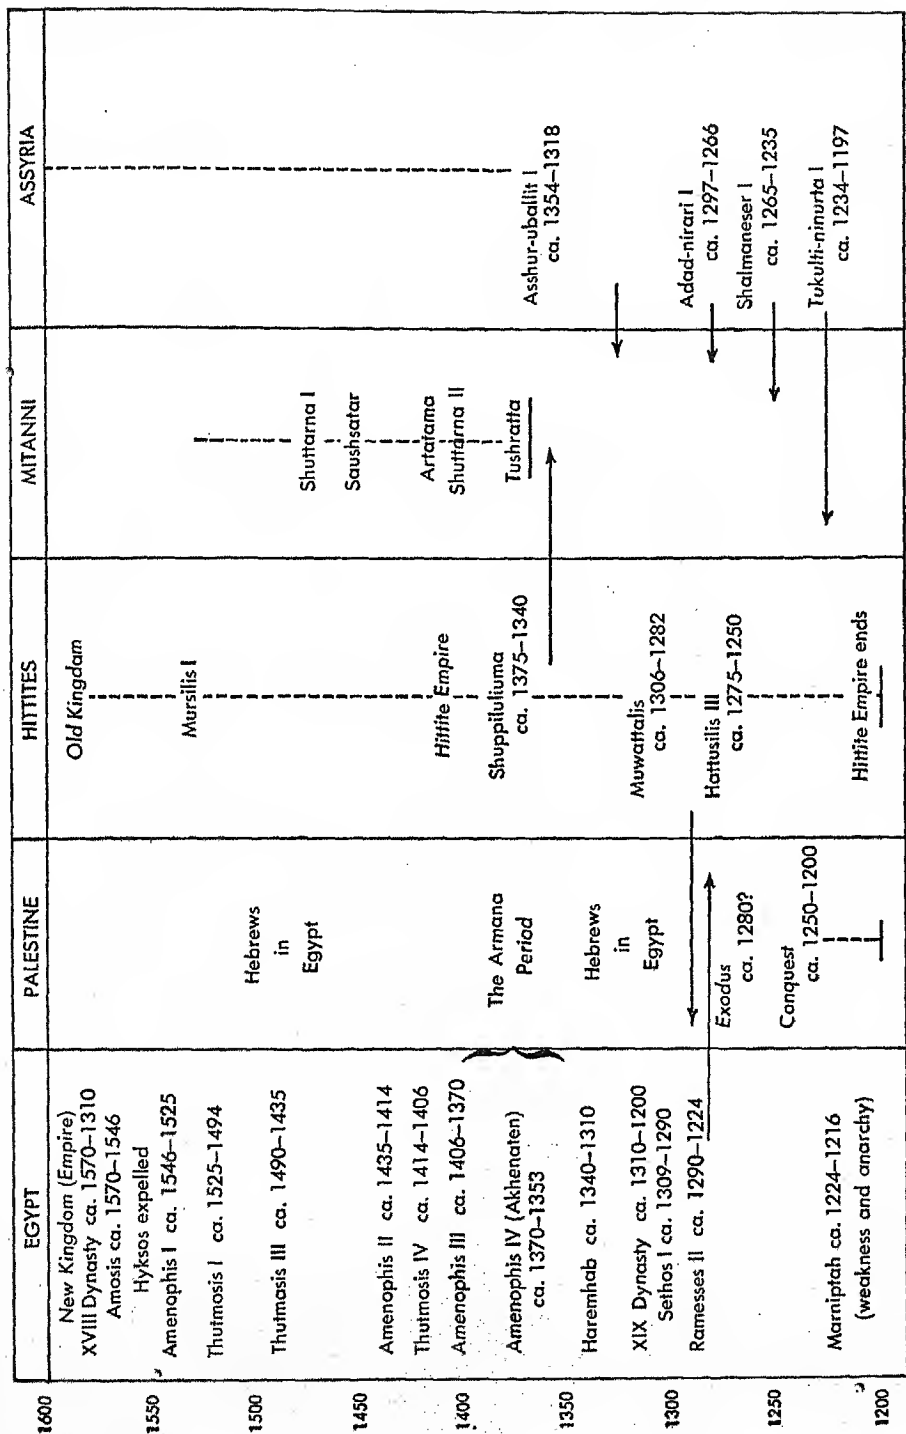 EGYPT
PALESTINE
HITTITES
MITANNI
ASSYRIA
1600
1550
1500
1450
1400
1350
1300
1250
1200
New Kingdom (Empire)
XVIII Dynasty ca. 1570–1310
Amosis ca. 1570–1546
Hyksos expelled
Amenophis I ca. 1546–1525
Thutmosis I ca. 1525–1494
Thutmasis III ca. 1490–1435
Amenophis II ca. 1435–1414
Thutmosis IV ca. 1414–1406
Amenophis III ca. 1406–1370
Amenophis IV (Akhenaten)
ca. 1370–1353
Haremhab ca. 1340–1310
XIX Dynasty ca. 1310–1200
Sethos I ca. 1309–1290
Ramesses II ca. 1290–1224
Marniptah ca. 1224–1216
(weakness and anarchy)
Hebrews
in
Egypt
The Armana
Period
Hebrews
in
Egypt
Exodus
ca. 1280?
Conquest
ca. 1250–1200
Old Kingdam
Mursilis I
Hittite Empire
Shuppiluliuma
ca. 1375–1340
Muwattalis
ca. 1306–1282
Hattusilis III
ca. 1275–1250
Hittite Empire ends
Shuttarna I
Saushsatar
Artatama
Shuttarna II
Tushratta
Asshur-uballit I
ca. 1354–1318
Adad-nirari I
ca. 1297–1266
Shalmaneser I
ca. 1265–1235
Tukulti-ninurta I
ca. 1234–1197